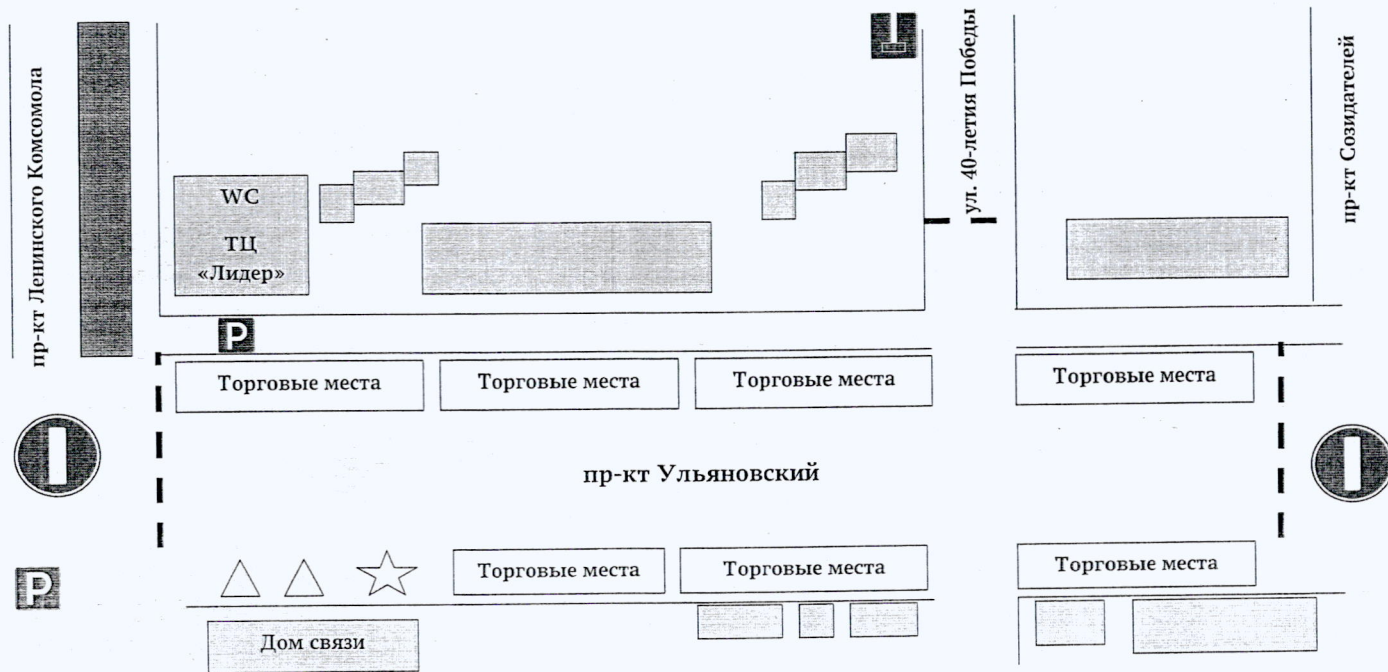 пр-кт Ленинского Комсомола
ул. 40-летия Победы
пр-кт Созидателей
WC
ТЦ
«Лидер»
P
Торговые места
Торговые места
Торговые места
Торговые места
пр-кт Ульяновский
P
Торговые места
Торговые места
Торговые места
Дом связи